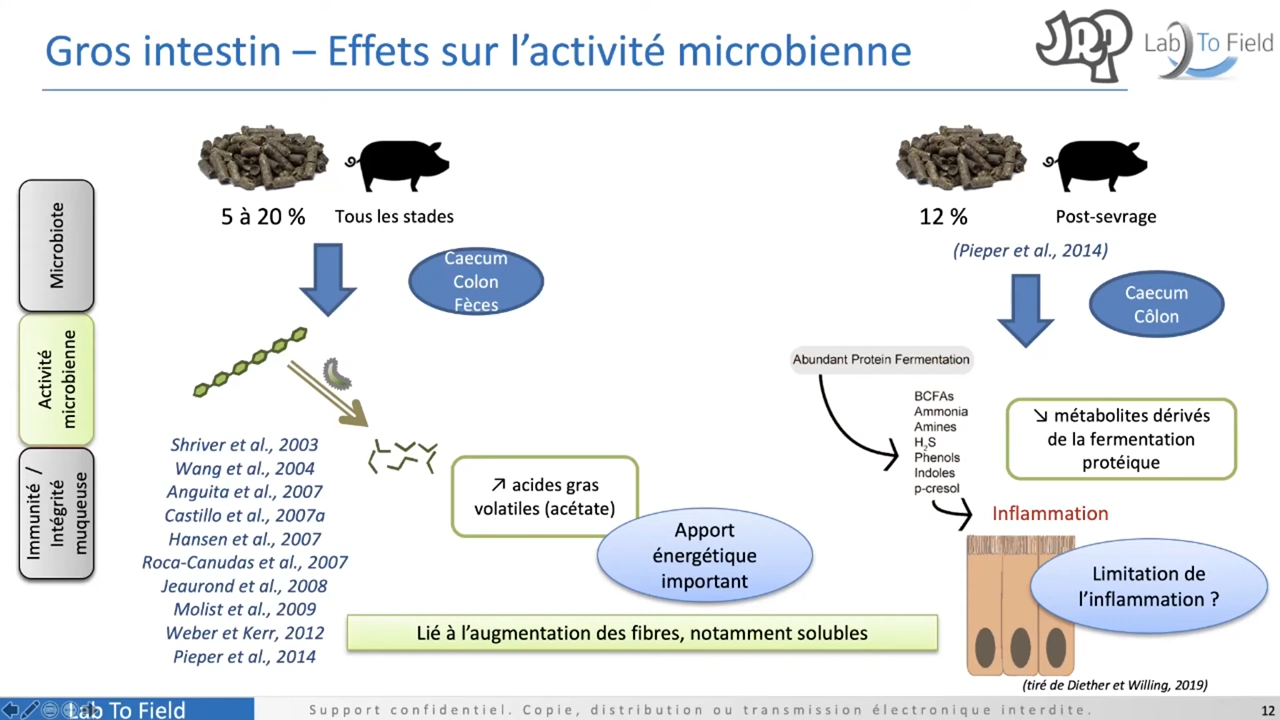 Gros intestin – Effets sur l'activité microbienne
JRP
Lab To Field
Microbiote
Activité
microbienne
Immunité /
Intégrité
muqueuse
5 à 20 %
Tous les stades
Caecum
Colon
Fèces
Shriver et al., 2003
Wang et al., 2004
Anguita et al., 2007
Castillo et al., 2007a
Hansen et al., 2007
Roca-Canudas et al., 2007
Jeaurond et al., 2008
Molist et al., 2009
Weber et Kerr, 2012
Pieper et al., 2014
↗ acides gras
volatiles (acétate)
Apport
énergétique
important
Lié à l'augmentation des fibres, notamment solubles
12 %
Post-sevrage
(Pieper et al., 2014)
Caecum
Côlon
Abundant Protein Fermentation
BCFAs
Ammonia
Amines
H₂S
Phenols
Indoles
p-cresol
↘ métabolites dérivés
de la fermentation
protéique
Inflammation
Limitation de
l'inflammation ?
(tiré de Diether et Willing, 2019)
Lab To Field
Support confidentiel. Copie, distribution ou transmission électronique interdite.
12